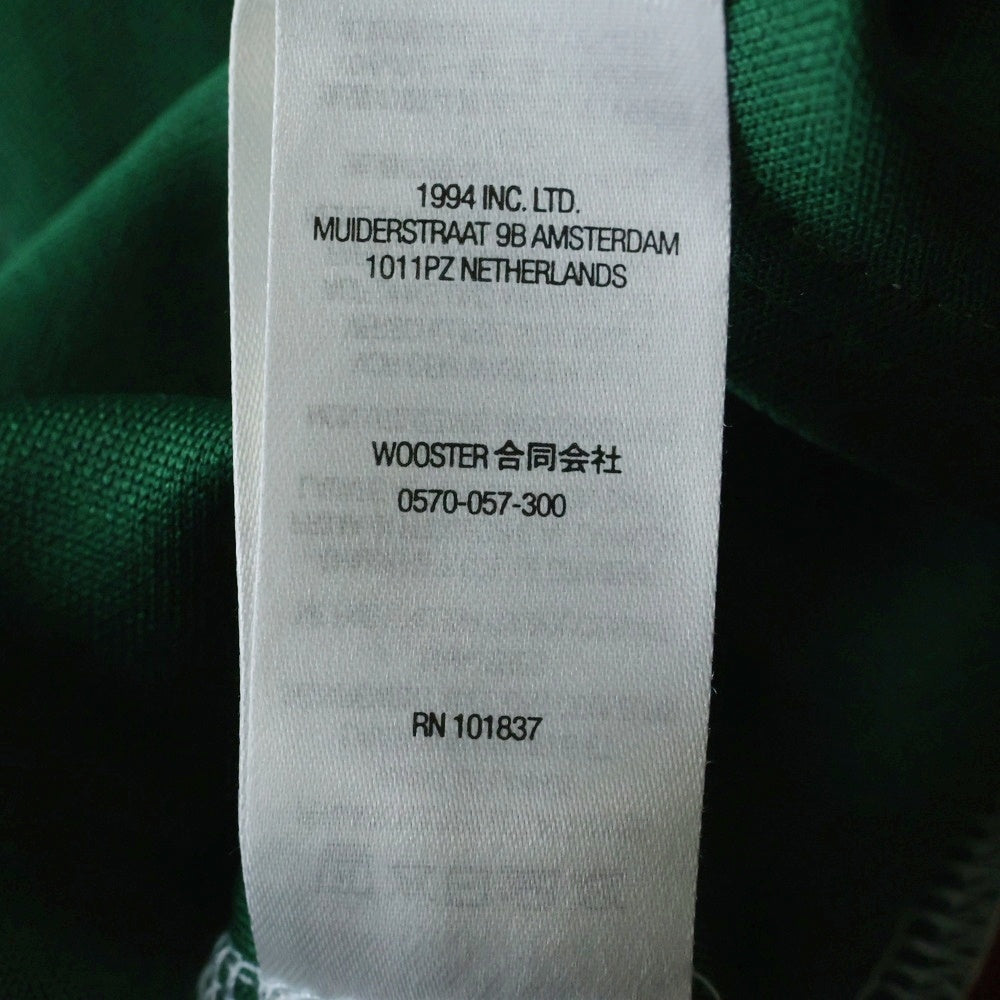 1994 INC. LTD.
MUIDERSTRAAT 9B AMSTERDAM
1011PZ NETHERLANDS
WOOSTER 合同会社
0570-057-300
RN 101837